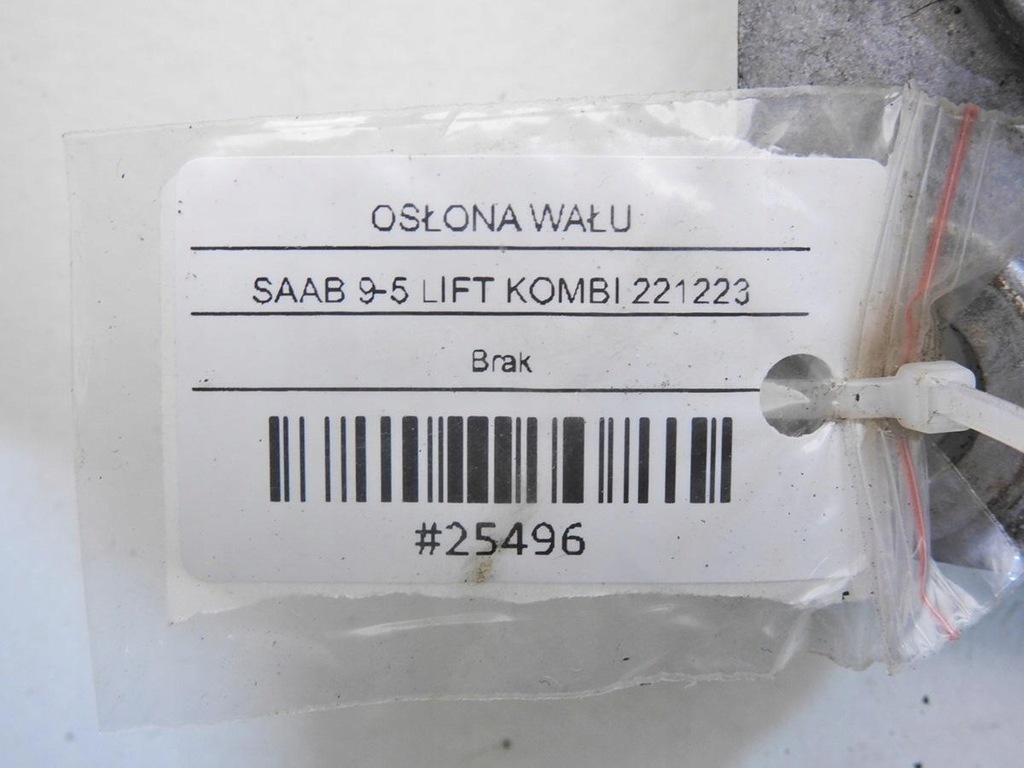 OSŁONA WAŁU
SAAB 9-5 LIFT KOMBI 221223
Brak
#25496